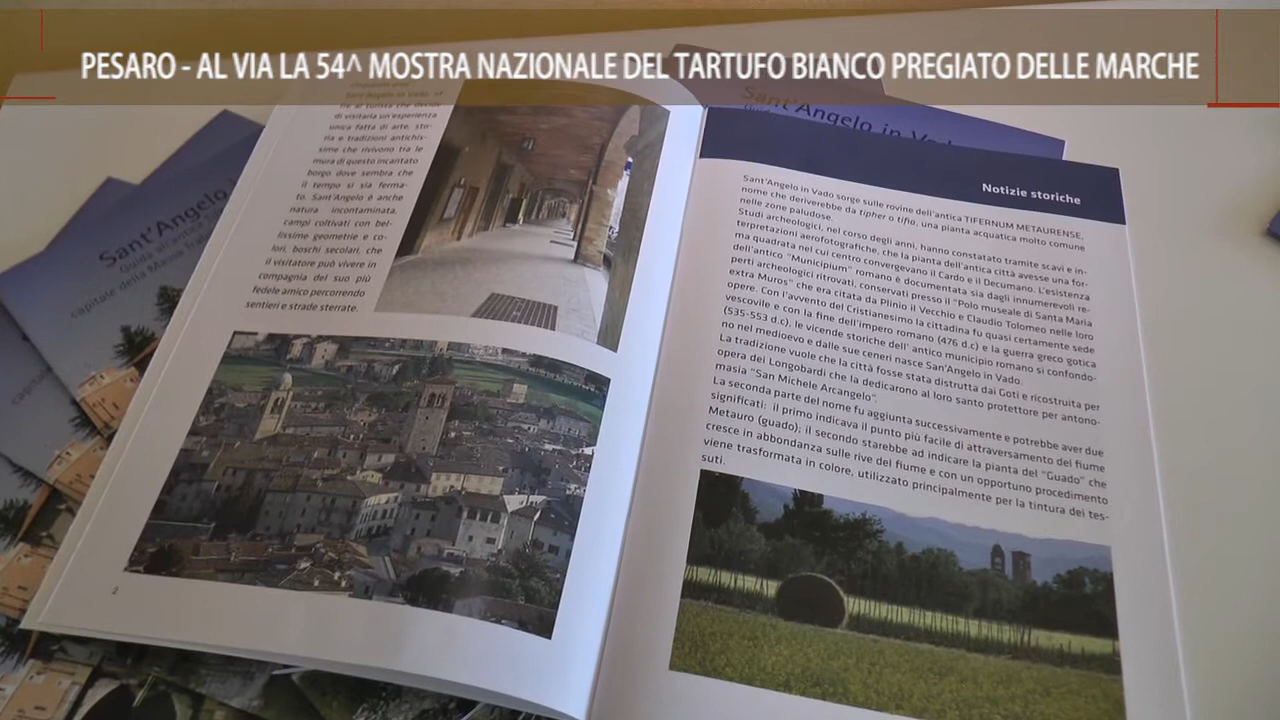 PESARO - AL VIA LA 54^ MOSTRA NAZIONALE DEL TARTUFO BIANCO PREGIATO DELLE MARCHE
Sant'Angelo in Vado
Sant'Angelo
capitale delle
Sant'Angelo in Vado, of-
fre al turista che decide
di visitarla un'esperienza
unica fatta di arte, sto-
ria e tradizioni antichis-
sime che rivivono tra le
mura di questo incantato
borgo dove sembra che
il tempo si sia ferma-
to. Sant'Angelo è anche
natura incontaminata,
campi coltivati con bel-
lissime geometrie e co-
lori, boschi secolari, che
il visitatore può vivere in
compagnia del suo più
fedele amico percorrendo
sentieri e strade sterrate.
2
Notizie storiche
Sant'Angelo in Vado sorge sulle rovine dell'antica TIFERNUM METAURENSE,
nome che deriverebbe da tipher o tifio, una pianta acquatica molto comune
nelle zone paludose.
Studi archeologici, nel corso degli anni, hanno constatato tramite scavi e in-
terpretazioni aerofotografiche, che la pianta dell'antica città avesse una for-
ma quadrata nel cui centro convergevano il Cardo e il Decumano. L'esistenza
dell'antico "Municipium" romano è documentata sia dagli innumerevoli re-
perti archeologici ritrovati, conservati presso il "Polo museale di Santa Maria
extra Muros" che era citata da Plinio il Vecchio e Claudio Tolomeo nelle loro
opere. Con l'avvento del Cristianesimo la cittadina fu quasi certamente sede
vescovile e con la fine dell'impero romano (476 d.c) e la guerra greco gotica
(535-553 d.c), le vicende storiche dell' antico municipio romano si confondo-
no nel medioevo e dalle sue ceneri nasce San'Angelo in Vado.
La tradizione vuole che la città fosse stata distrutta dai Goti e ricostruita per
opera dei Longobardi che la dedicarono al loro santo protettore per antono-
masia "San Michele Arcangelo".
La seconda parte del nome fu aggiunta successivamente e potrebbe aver due
significati: il primo indicava il punto più facile di attraversamento del fiume
Metauro (guado); il secondo starebbe ad indicare la pianta del "Guado" che
cresce in abbondanza sulle rive del fiume e con un opportuno procedimento
viene trasformata in colore, utilizzato principalmente per la tintura dei tes-
suti.